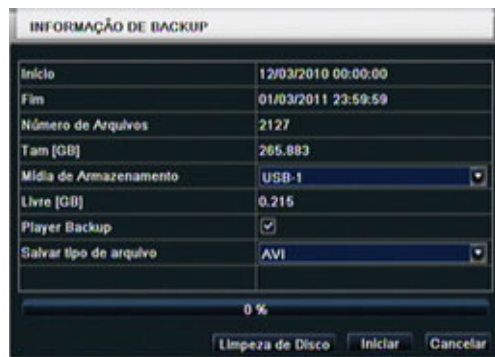 INFORMAÇÃO DE BACKUP
Início 12/03/2010 00:00:00
Fim 01/03/2011 23:59:59
Número de Arquivos 2127
Tam [GB] 265.883
Mídia de Armazenamento USB-1
Livre [GB] 0.215
Player Backup
Salvar tipo de arquivo AVI
0 %
Limpeza de Disco Iniciar Cancelar